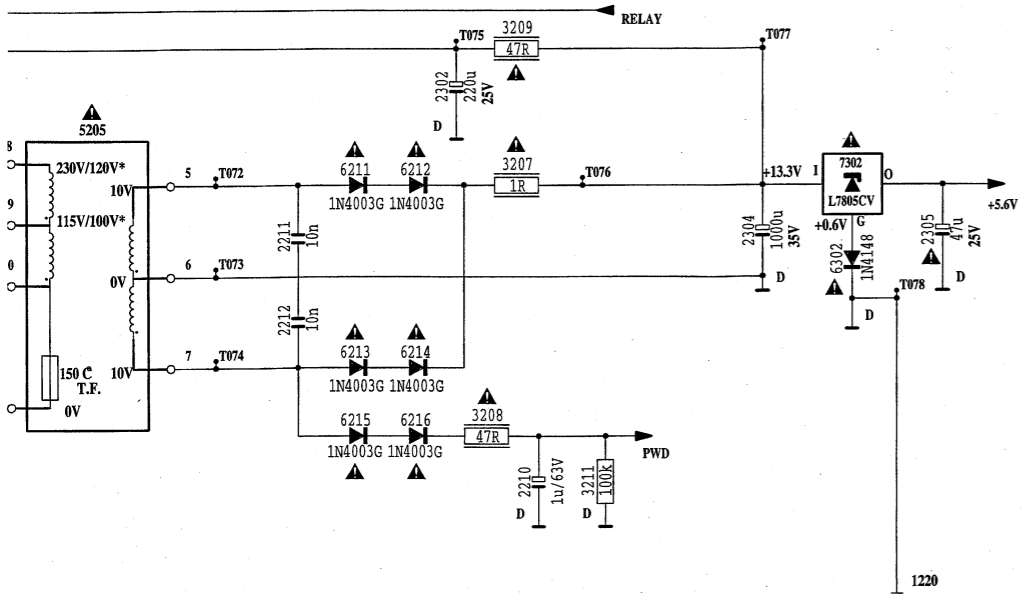 RELAY
T075
3209
47R
T077
2302
220u
25V
D
5205
8
230V/120V*
10V
5
T072
6211
1N4003G
6212
1N4003G
3207
1R
T076
+13.3V
I
7302
L7805CV
O
G
+0.6V
+5.6V
9
115V/100V*
2211
10n
2304
1000u
35V
D
6302
1N4148
D
2305
47u
25V
D
T078
0
0V
6
T073
2212
10n
150 C
T.F.
10V
0V
7
T074
6213
1N4003G
6214
1N4003G
6215
1N4003G
6216
1N4003G
3208
47R
PWD
2210
1u/63V
D
3211
100k
D
1220